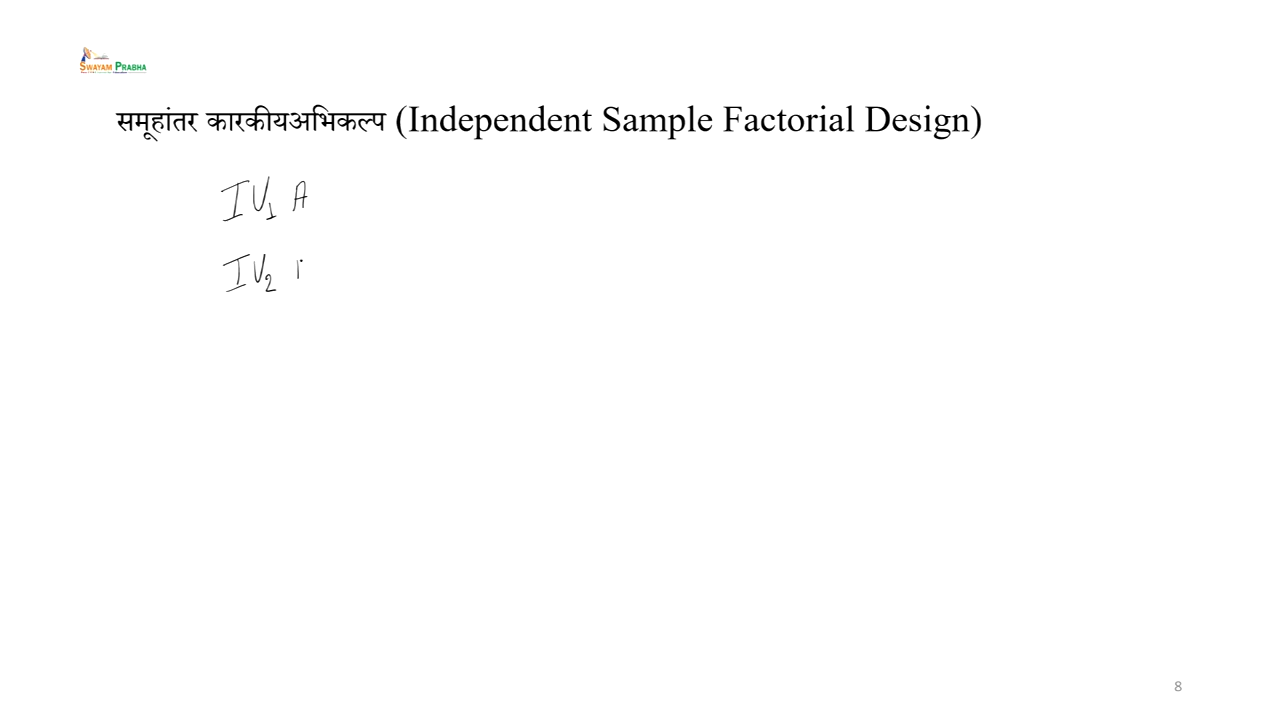 SWAYAM PRABHA
समूहांतर कारकीयअभिकल्प (Independent Sample Factorial Design)
IV1 A
IV2
8